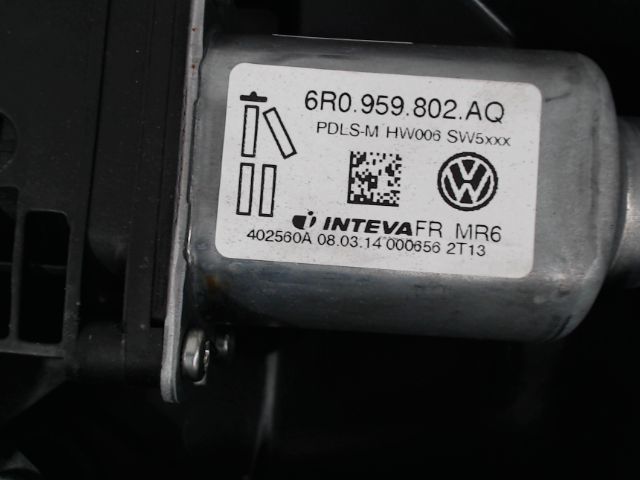 6R0.959.802.AQ
PDLS-M HW006 SW5xxx
INTEVA FR MR6
402560A 08.03.14 000656 2T13